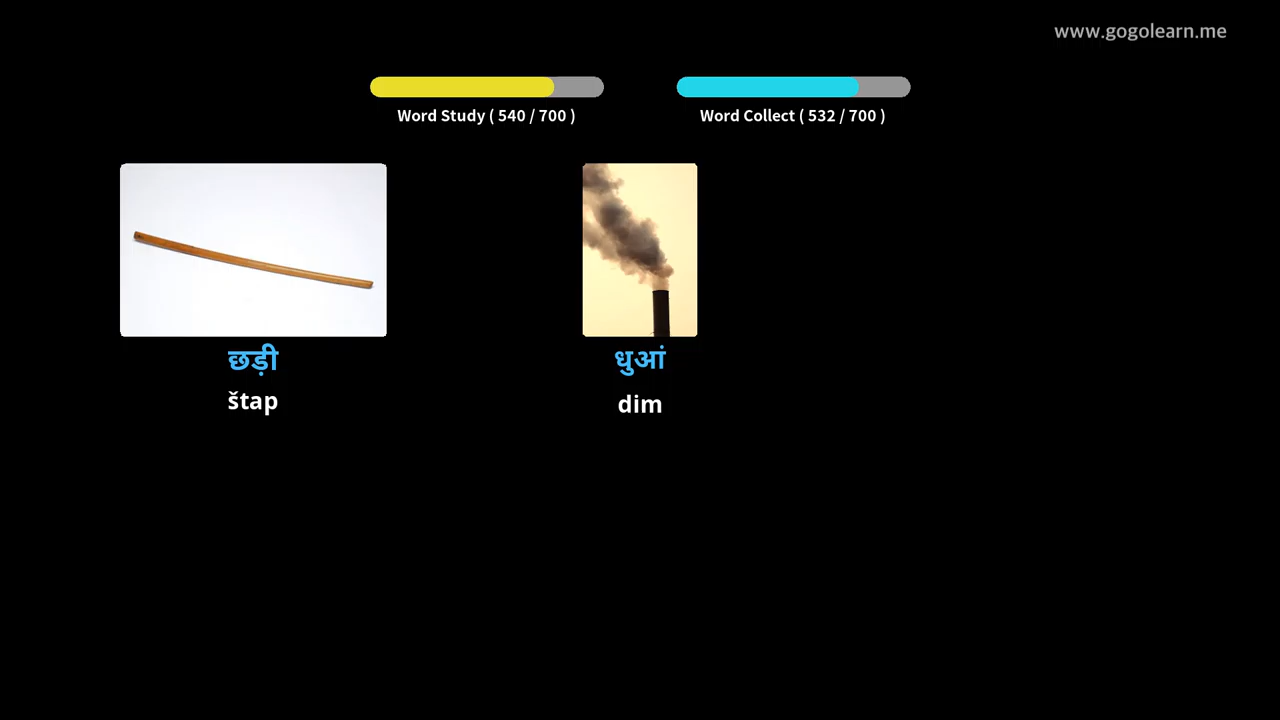 www.gogolearn.me
Word Study ( 540 / 700 )
Word Collect ( 532 / 700 )
छड़ी
štap
धुआं
dim